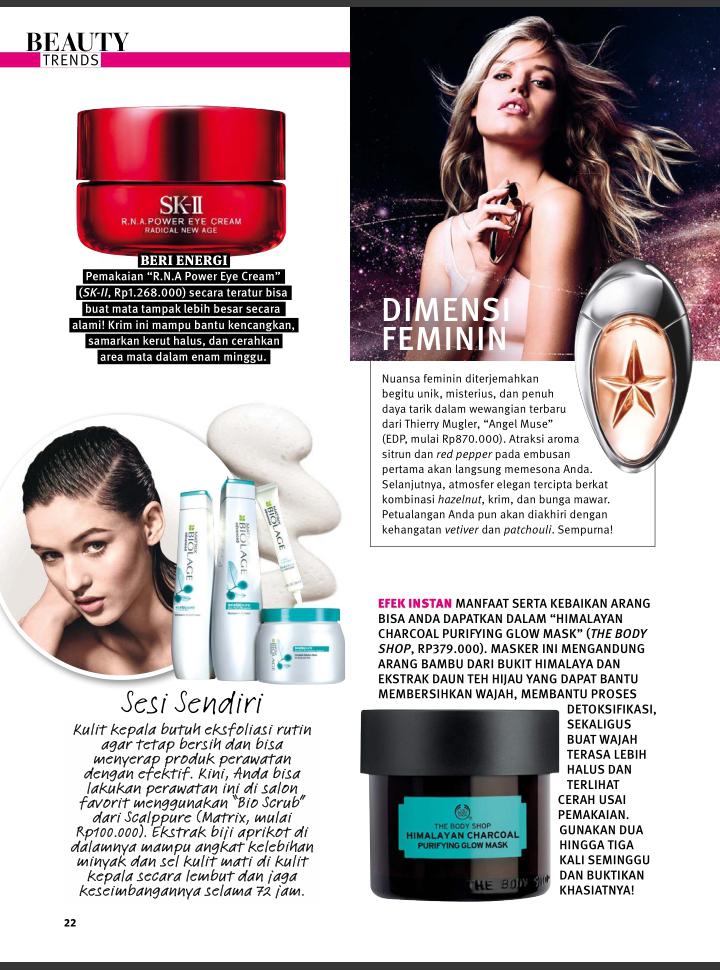 BEAUTY
TRENDS
SK-II
R.N.A.POWER EYE CREAM
RADICAL NEW AGE
BERI ENERGI
Pemakaian “R.N.A Power Eye Cream”
(SK-II, Rp1.268.000) secara teratur bisa
buat mata tampak lebih besar secara
alami! Krim ini mampu bantu kencangkan,
samarkan kerut halus, dan cerahkan
area mata dalam enam minggu.
DIMENSI
FEMININ
Nuansa feminin diterjemahkan
begitu unik, misterius, dan penuh
daya tarik dalam wewangian terbaru
dari Thierry Mugler, “Angel Muse”
(EDP, mulai Rp870.000). Atraksi aroma
sitrun dan red pepper pada embusan
pertama akan langsung memesona Anda.
Selanjutnya, atmosfer elegan tercipta berkat
kombinasi hazelnut, krim, dan bunga mawar.
Petualangan Anda pun akan diakhiri dengan
kehangatan vetiver dan patchouli. Sempurna!
MATRIX
BIOLAGE
MATRIX
BIOLAGE
MATRIX
BIOLAGE
BIOLAGE
Sesi Sendiri
Kulit kepala butuh eksfoliasi rutin
agar tetap bersih dan bisa
menyerap produk perawatan
dengan efektif. Kini, Anda bisa
lakukan perawatan ini di salon
favorit menggunakan “Bio Scrub”
dari Scalppure (Matrix, mulai
Rp100.000). Ekstrak biji aprikot di
dalamnya mampu angkat kelebihan
minyak dan sel kulit mati di kulit
kepala secara lembut dan jaga
keseimbangannya selama 72 jam.
EFEK INSTAN MANFAAT SERTA KEBAIKAN ARANG
BISA ANDA DAPATKAN DALAM “HIMALAYAN
CHARCOAL PURIFYING GLOW MASK” (THE BODY
SHOP, RP379.000). MASKER INI MENGANDUNG
ARANG BAMBU DARI BUKIT HIMALAYA DAN
EKSTRAK DAUN TEH HIJAU YANG DAPAT BANTU
MEMBERSIHKAN WAJAH, MEMBANTU PROSES
DETOKSIFIKASI,
SEKALIGUS
BUAT WAJAH
TERASA LEBIH
HALUS DAN
TERLIHAT
CERAH USAI
PEMAKAIAN.
GUNAKAN DUA
HINGGA TIGA
KALI SEMINGGU
DAN BUKTIKAN
KHASIATNYA!
THE BODY SHOP
HIMALAYAN CHARCOAL
PURIFYING GLOW MASK
THE BODY SHOP
22